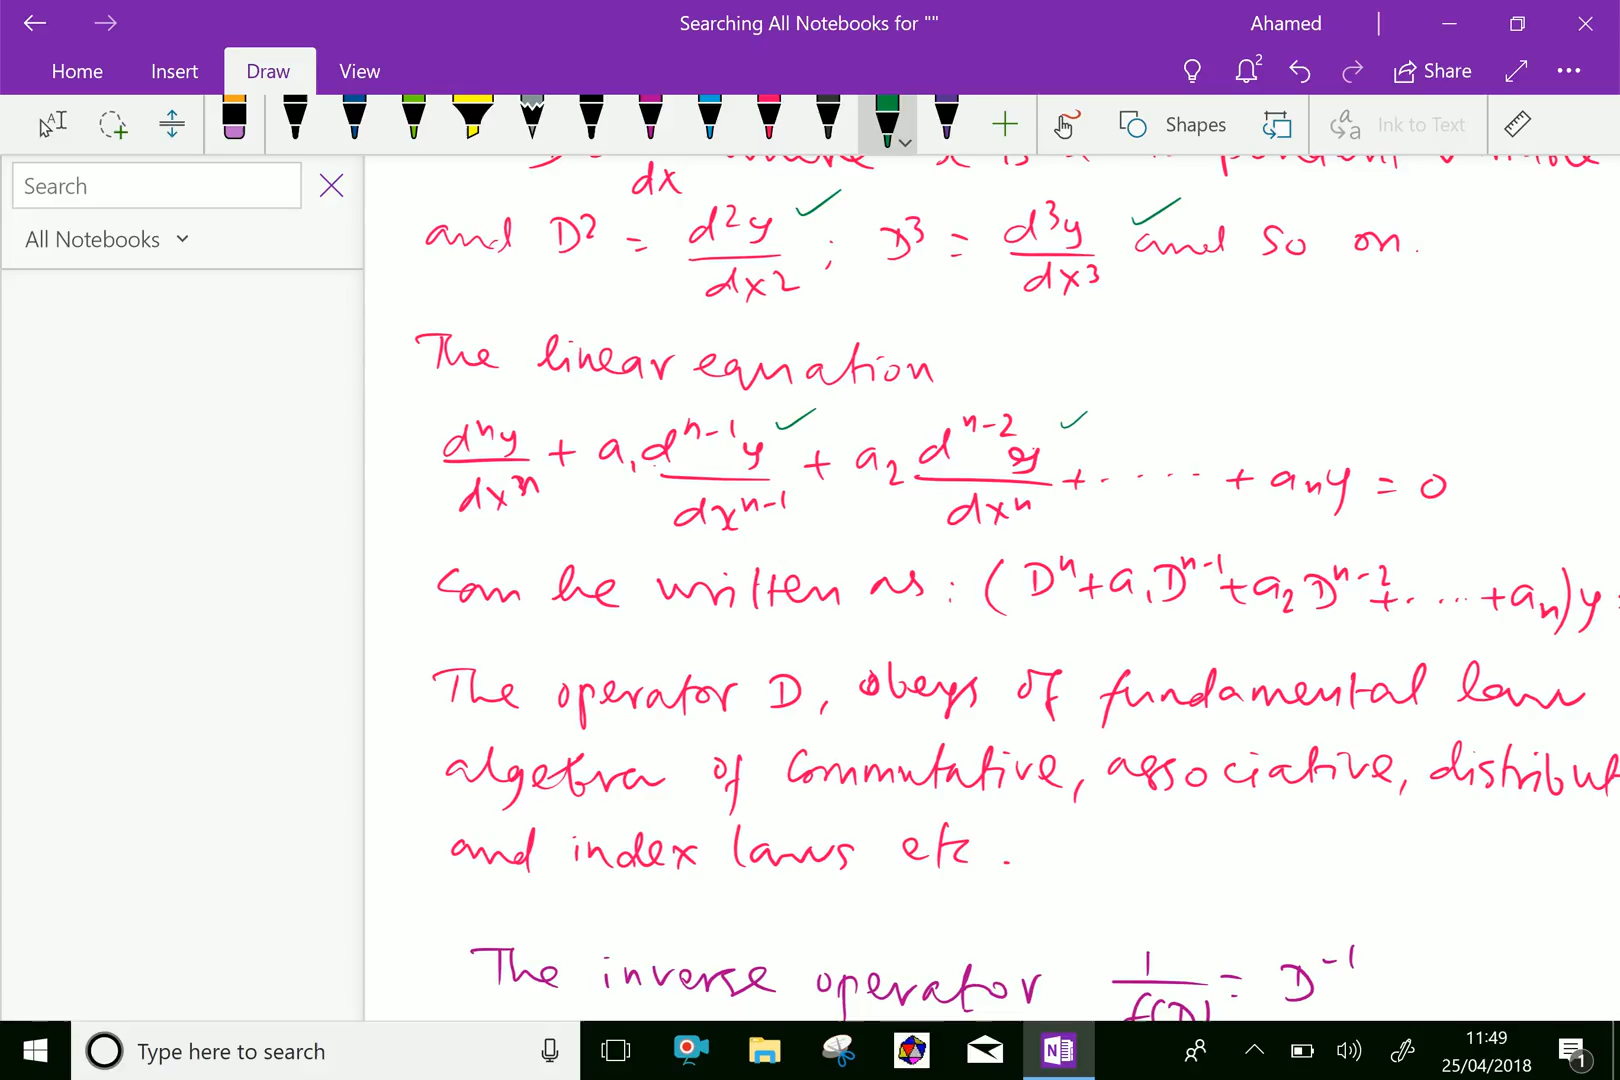 Searching All Notebooks for ""
Ahamed
Home Insert Draw View
2
Share
Shapes
Ink to Text
Search
All Notebooks
dx
and D² = d²y/dx2 ; D³ = d³y/dx³ and so on.
The linear equation
dⁿy/dxⁿ + a₁ dⁿ⁻¹y/dxⁿ⁻¹ + a₂ dⁿ⁻²y/dxⁿ + ..... + aₙy = 0
Can be written as : (Dⁿ + a₁Dⁿ⁻¹ + a₂Dⁿ⁻² + ..... + aₙ)y
The operator D, obeys of fundamental law
algebra of Commutative, associative, distribut
and index laws etc.
The inverse operator 1/f(D) = D⁻¹
Type here to search
11:49
25/04/2018
1